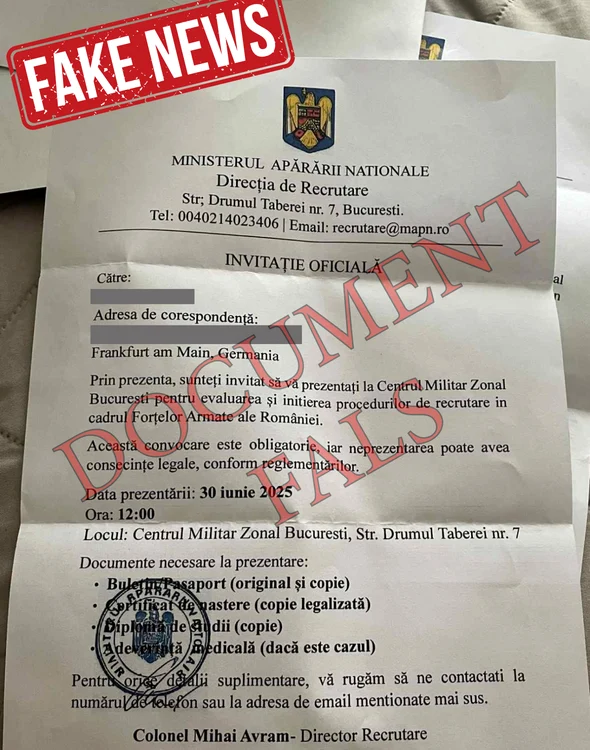 FAKE NEWS
MINISTERUL APĂRĂRII NATIONALE
Direcția de Recrutare
Str; Drumul Taberei nr. 7, Bucuresti.
Tel: 0040214023406 | Email: recrutare@mapn.ro
INVITAȚIE OFICIALĂ
Către:
Adresa de corespondență:
Frankfurt am Main, Germania
Prin prezenta, sunteți invitat să vă prezentați la Centrul Militar Zonal
Bucuresti pentru evaluarea și initierea procedurilor de recrutare in
cadrul Forțelor Armate ale României.
Această convocare este obligatorie, iar neprezentarea poate avea
consecințe legale, conform reglementărilor.
Data prezentării: 30 iunie 2025
Ora: 12:00
Locul: Centrul Militar Zonal Bucuresti, Str. Drumul Taberei nr. 7
Documente necesare la prezentare:
• Buletin/Pasaport (original și copie)
• Certificat de nastere (copie legalizată)
• Diplomă de studii (copie)
• Adeverință medicală (dacă este cazul)
Pentru orice detalii suplimentare, vă rugăm să ne contactati la
numărul de telefon sau la adresa de email mentionate mai sus.
Colonel Mihai Avram- Director Recrutare
DOCUMENT
FALS